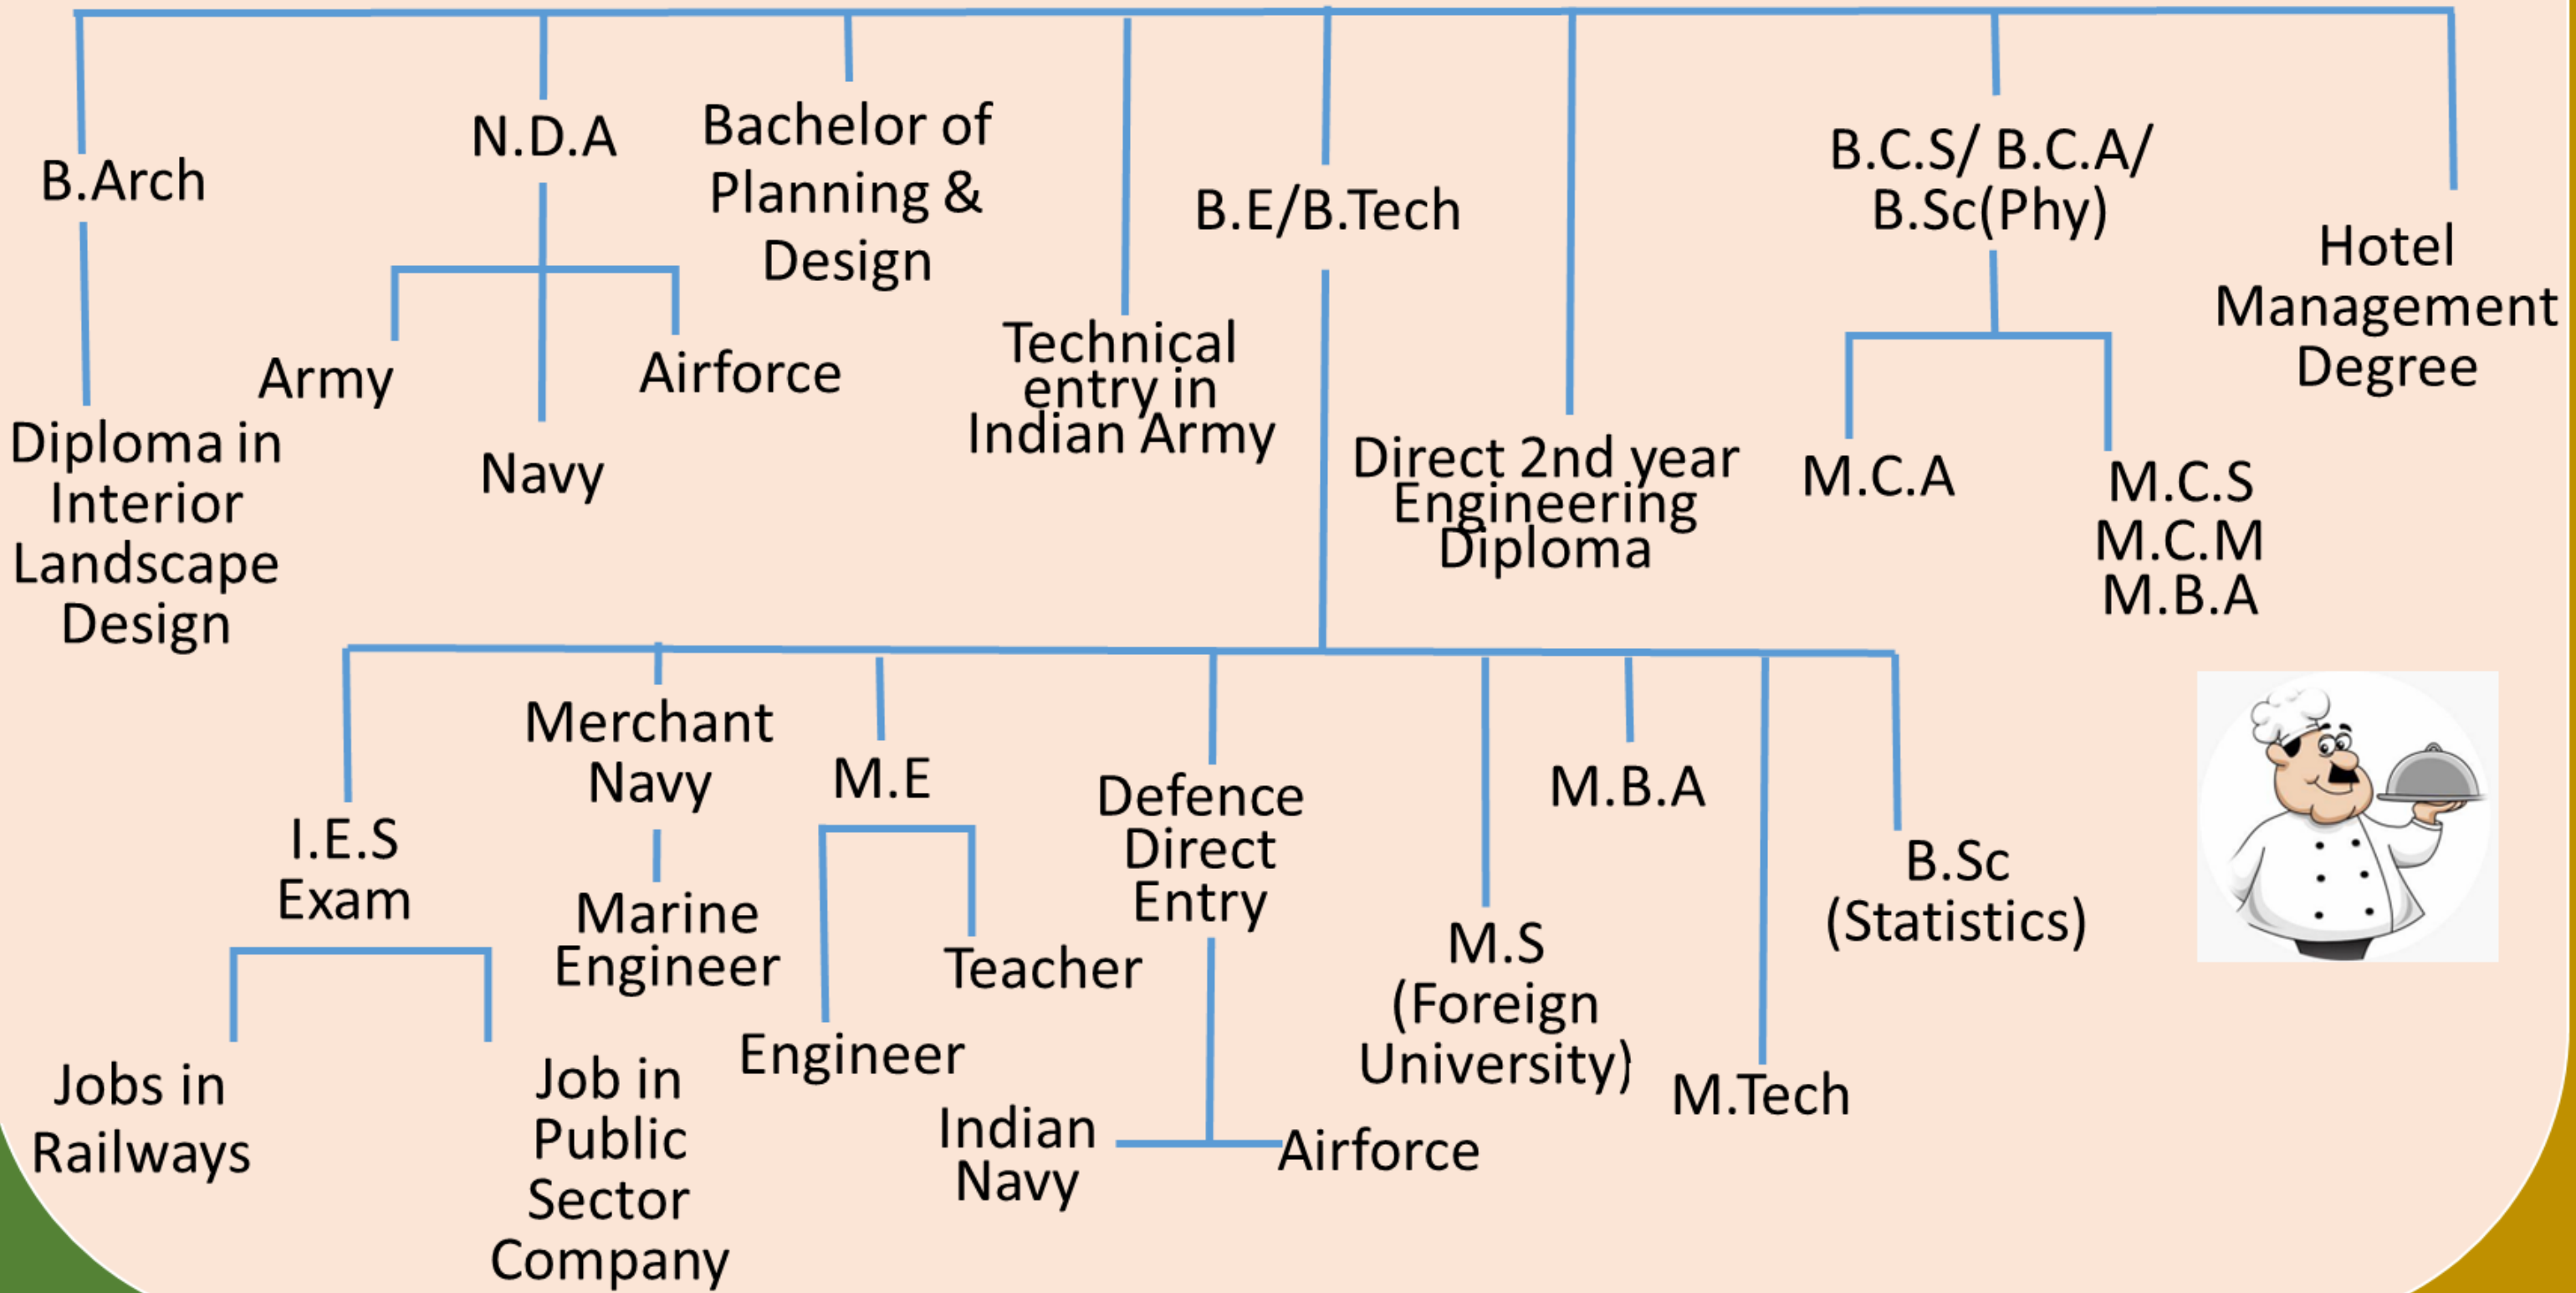 B.Arch
Diploma in
Interior
Landscape
Design
N.D.A
Army
Navy
Airforce
Bachelor of
Planning &
Design
Technical
entry in
Indian Army
B.E/B.Tech
Direct 2nd year
Engineering
Diploma
B.C.S/ B.C.A/
B.Sc(Phy)
M.C.A
M.C.S
M.C.M
M.B.A
Hotel
Management
Degree
I.E.S
Exam
Jobs in
Railways
Job in
Public
Sector
Company
Merchant
Navy
Marine
Engineer
M.E
Engineer
Teacher
Defence
Direct
Entry
Indian
Navy
Airforce
M.S
(Foreign
University)
M.B.A
M.Tech
B.Sc
(Statistics)